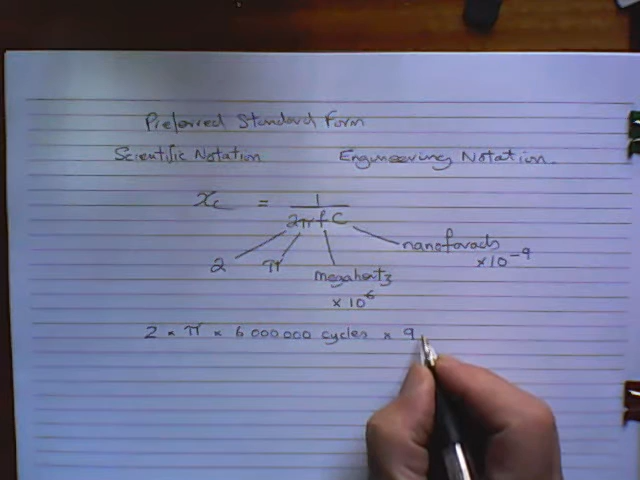 Preferred Standard Form
Scientific Notation Engineering Notation.
Xc = 1
2πfC
nanofarads
×10⁻⁹
2 π megahertz
× 10⁶
2 × π × 6 000 000 cycles × 9